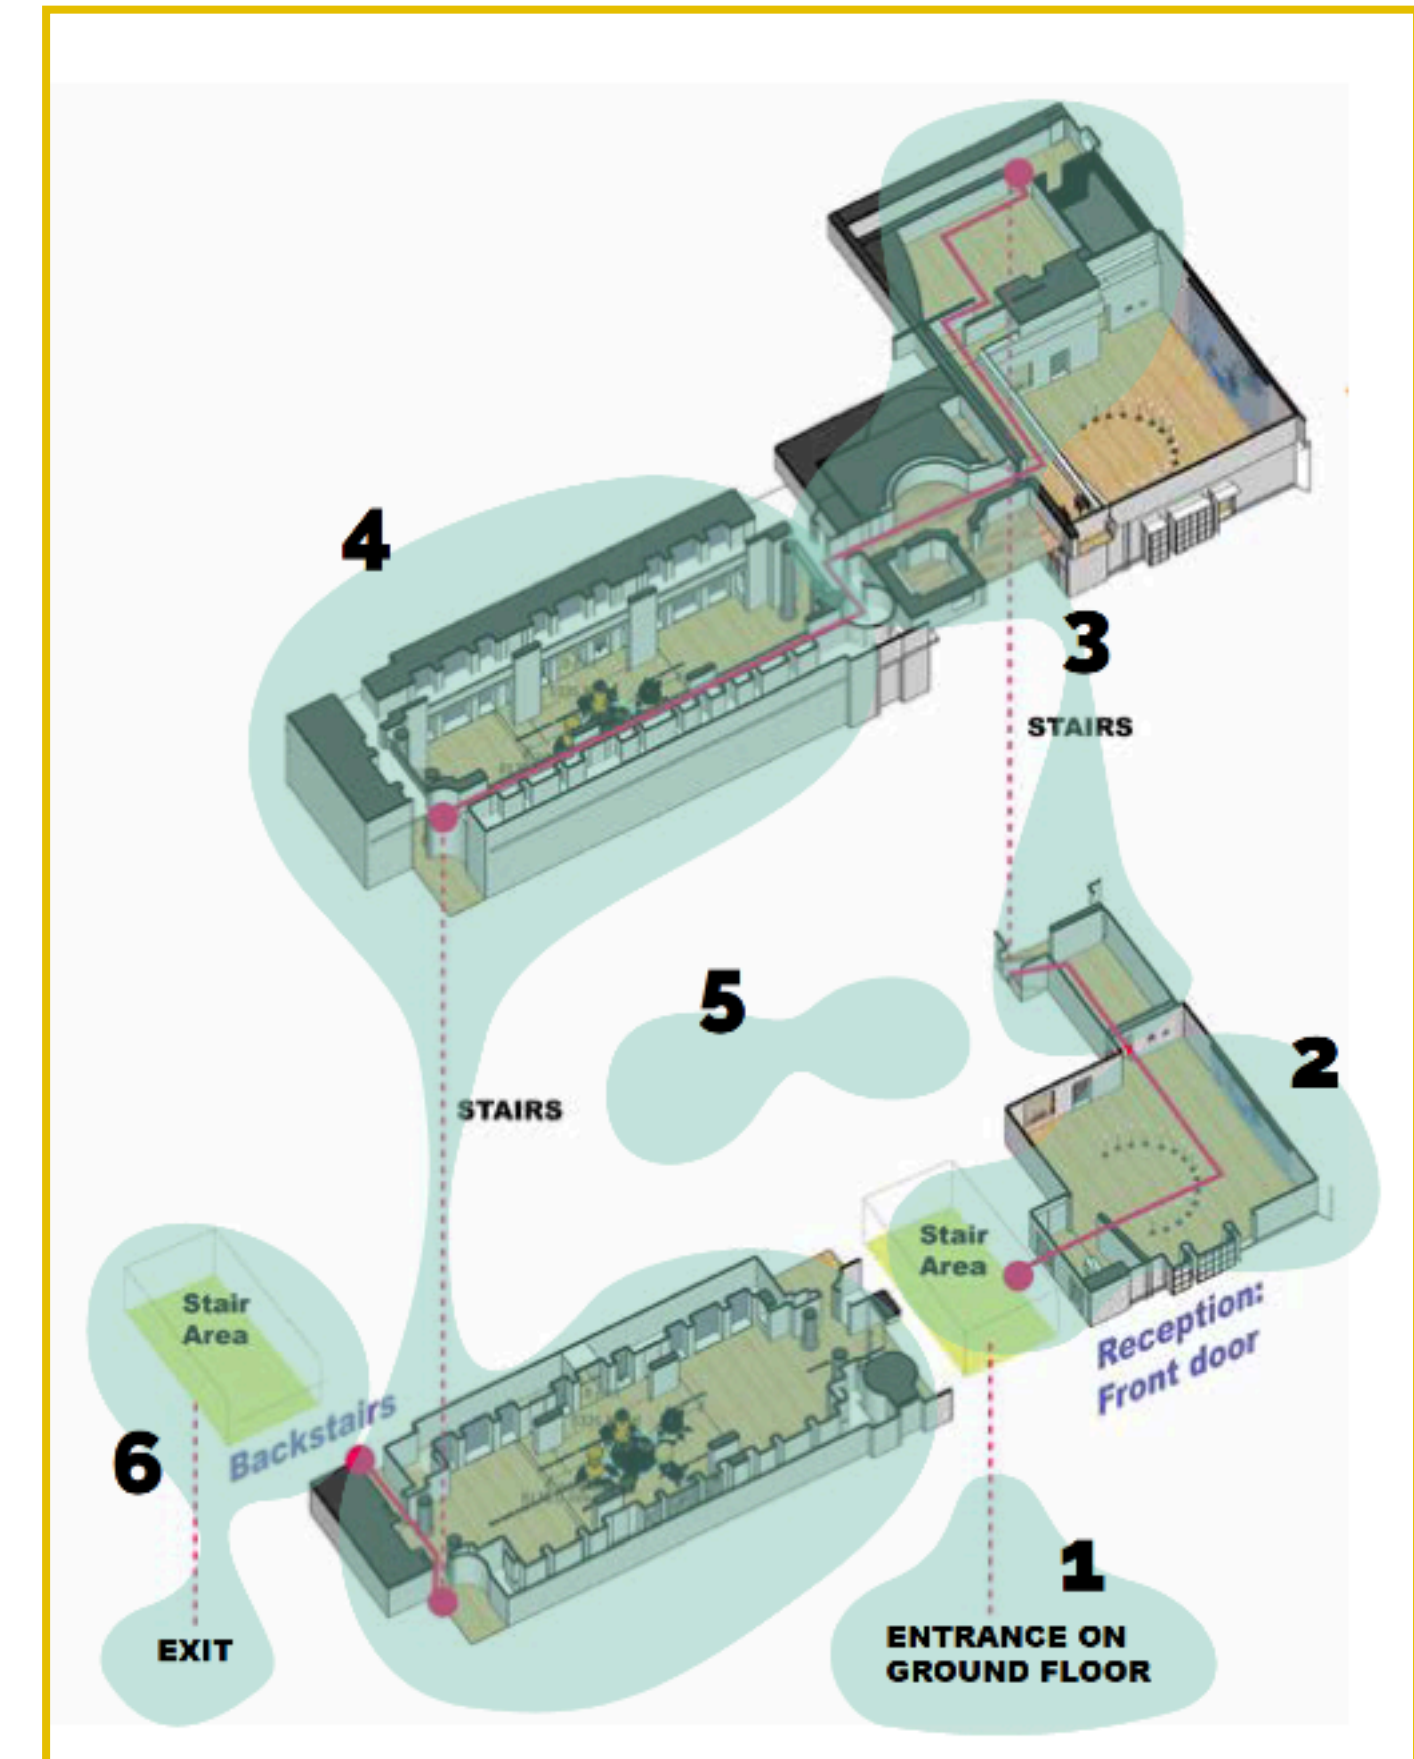 4
3
STAIRS
5
2
STAIRS
Stair
Area
Stair
Area
Reception:
Front door
Backstairs
6
1
EXIT
ENTRANCE ON
GROUND FLOOR